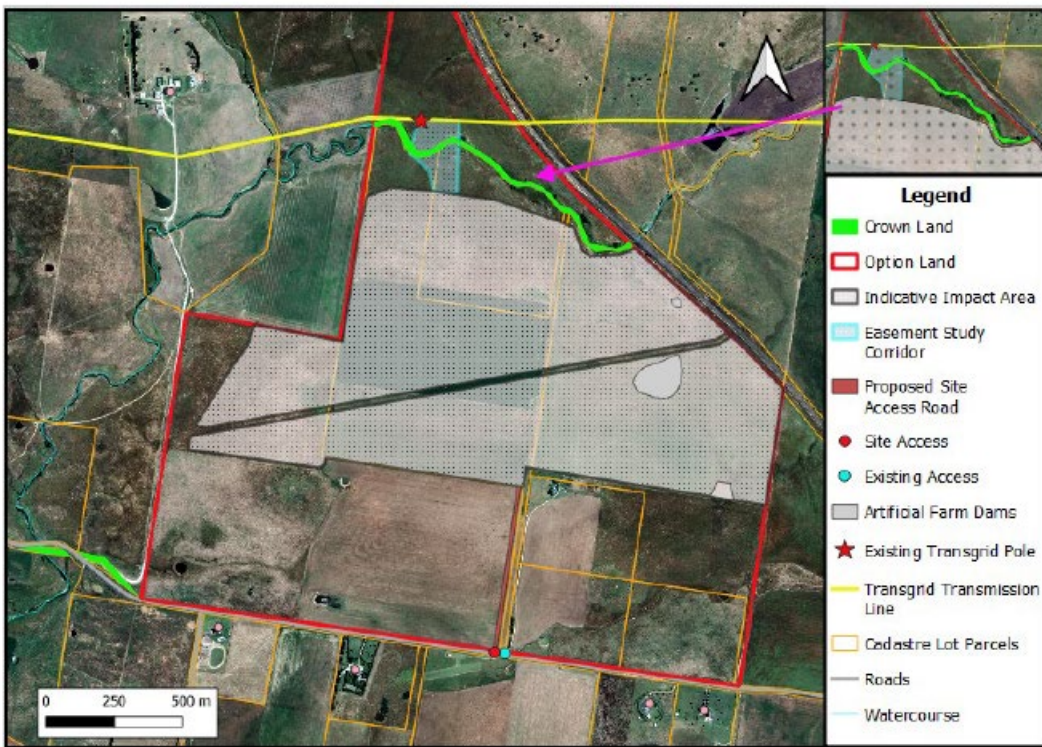 Legend
Crown Land
Option Land
Indicative Impact Area
Easement Study
Corridor
Proposed Site
Access Road
Site Access
Existing Access
Artificial Farm Dams
Existing Transgrid Pole
Transgrid Transmission
Line
Cadastre Lot Parcels
Roads
Watercourse
0 250 500 m